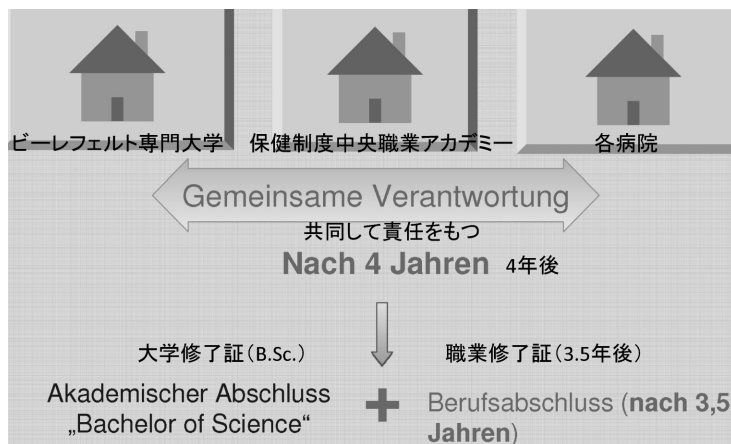 ビーレフェルト専門大学 保健制度中央職業アカデミー 各病院
Gemeinsame Verantwortung
共同して責任をもつ
Nach 4 Jahren 4年後
大学修了証(B.Sc.) 職業修了証(3.5年後)
Akademischer Abschluss
„Bachelor of Science“
+
Berufsabschluss (nach 3,5
Jahren)